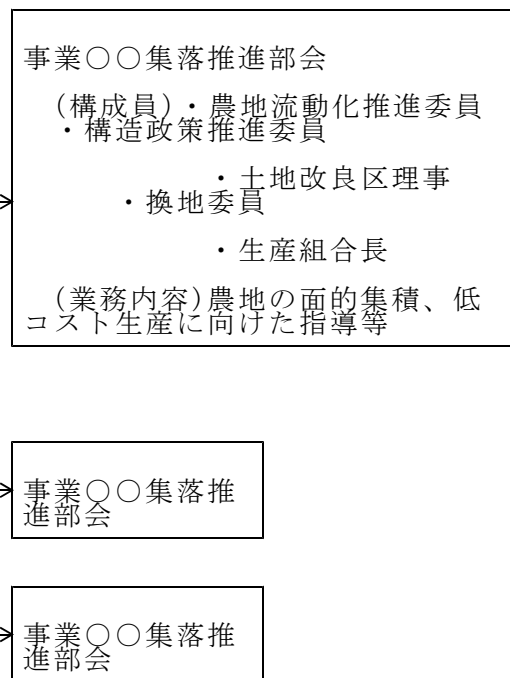 事業○○集落推進部会
(構成員)・農地流動化推進委員
・構造政策推進委員
・土地改良区理事
・換地委員
・生産組合長
(業務内容)農地の面的集積、低
コスト生産に向けた指導等
事業○○集落推
進部会
事業○○集落推
進部会